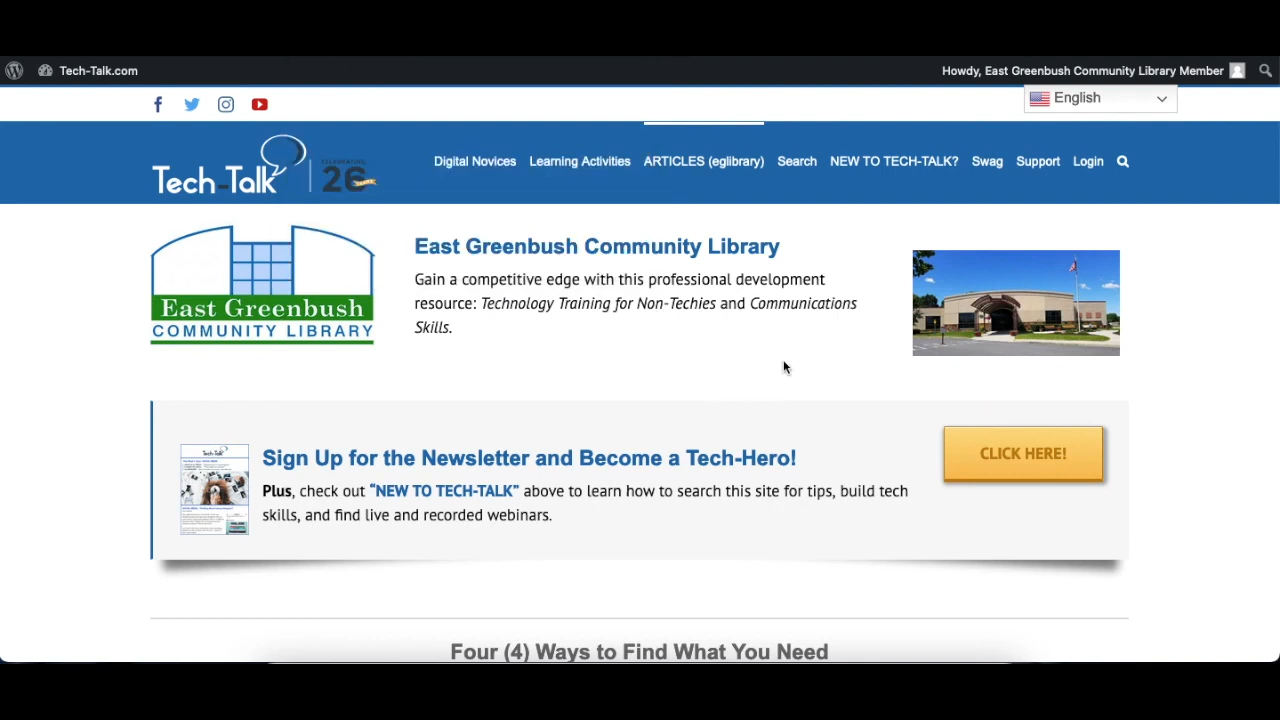 Tech-Talk.com
Howdy, East Greenbush Community Library Member
English
Tech-Talk
CELEBRATING
26
Digital Novices
Learning Activities
ARTICLES (eglibrary)
Search
NEW TO TECH-TALK?
Swag
Support
Login
East Greenbush
COMMUNITY LIBRARY
East Greenbush Community Library
Gain a competitive edge with this professional development
resource: Technology Training for Non-Techies and Communications
Skills.
Sign Up for the Newsletter and Become a Tech-Hero!
Plus, check out “NEW TO TECH-TALK” above to learn how to search this site for tips, build tech
skills, and find live and recorded webinars.
CLICK HERE!
Four (4) Ways to Find What You Need